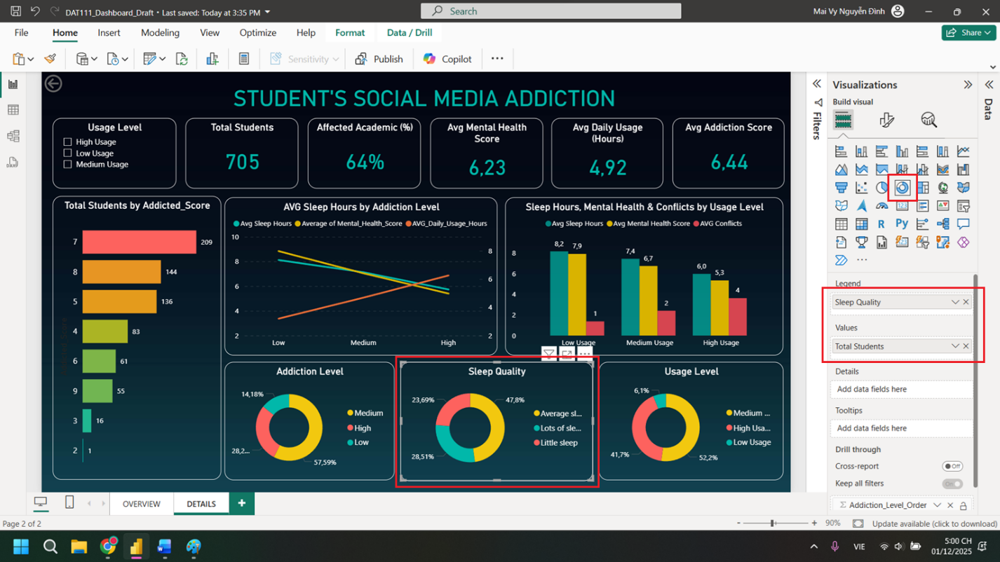 DAT111_Dashboard_Draft • Last saved: Today at 3:35 PM
Search
Mai Vy Nguyễn Đình
File Home Insert Modeling View Optimize Help Format Data / Drill
Share
Sensitivity Publish Copilot
STUDENT'S SOCIAL MEDIA ADDICTION
Usage Level
High Usage
Low Usage
Medium Usage
Total Students
705
Affected Academic (%)
64%
Avg Mental Health
Score
6,23
Avg Daily Usage
(Hours)
4,92
Avg Addiction Score
6,44
Total Students by Addicted_Score
7 209
8 144
5 136
4 83
6 61
9 55
3 16
2 1
AVG Sleep Hours by Addiction Level
Avg Sleep Hours Average of Mental_Health_Score AVG_Daily_Usage_Hours
10
8 8
6 6
4 4
2 2
Low Medium High
Sleep Hours, Mental Health & Conflicts by Usage Level
Avg Sleep Hours Avg Mental Health Score AVG Conflicts
8
6
4
2
0
8,2 7,9 1
7,4 6,7 2
6,0 5,3 4
Low Usage Medium Usage High Usage
Addiction Level
14,18%
28,2...
57,59%
Medium
High
Low
Sleep Quality
23,69%
47,8%
28,51%
Average sl...
Lots of sle...
Little sleep
Usage Level
6,1%
41,7%
52,2%
Medium ...
High Usa...
Low Usage
Filters
Visualizations
Build visual
R Py
Legend
Sleep Quality
Values
Total Students
Details
Add data fields here
Tooltips
Add data fields here
Drill through
Cross-report Off
Keep all filters On
Addiction_Level_Order
Data
OVERVIEW DETAILS
Page 2 of 2
90%
Update available (click to download)
VIE
5:00 CH
01/12/2025